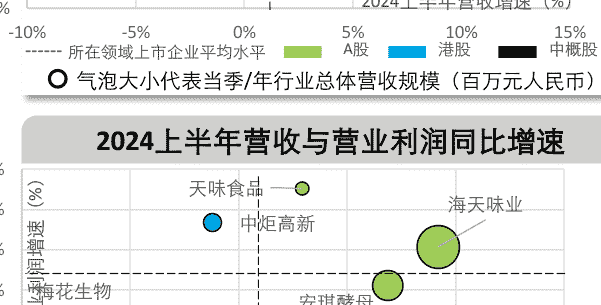 2024上半年营收增速（%）
-10% -5% 0% 5% 10% 15%
所在领域上市企业平均水平 A股 港股 中概股
气泡大小代表当季/年行业总体营收规模（百万元人民币）
2024上半年营收与营业利润同比增速
天味食品
海天味业
中炬高新
利润增速（%）
梅花生物
安琪酵母